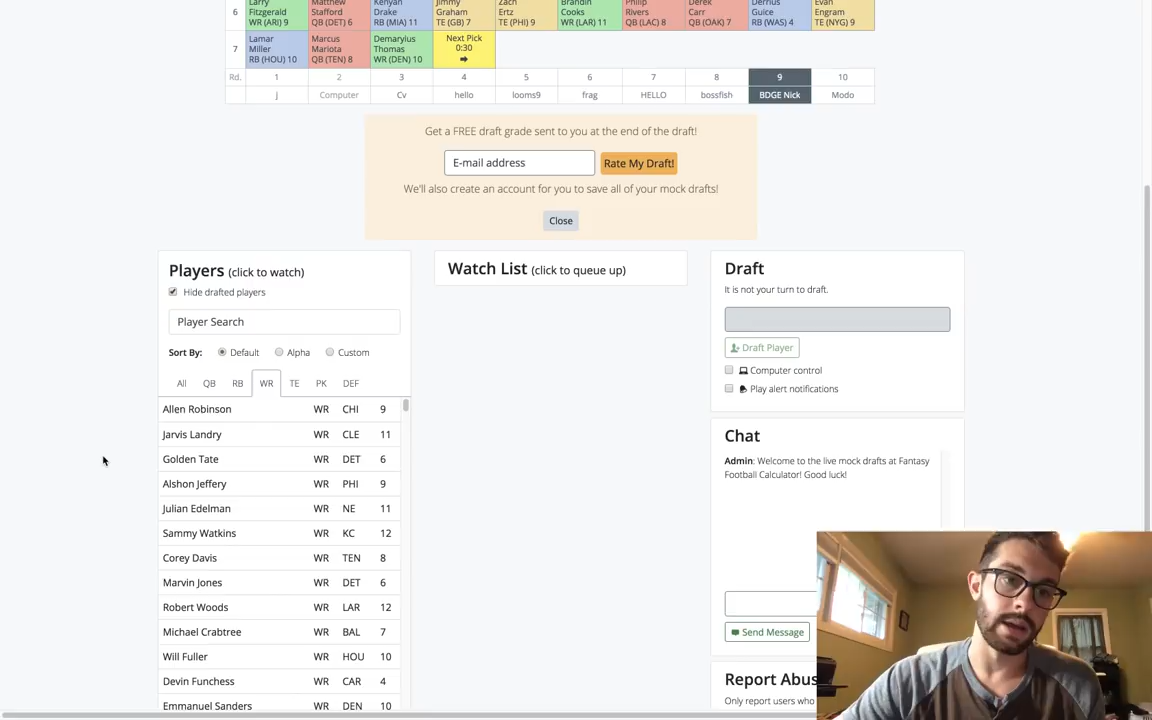 6 Larry Matthew Kenyan Jimmy Zach Brandin Philip Derek Derrius Evan
Fitzgerald Stafford Drake Graham Ertz Cooks Rivers Carr Guice Engram
WR (ARI) 9 QB (DET) 6 RB (MIA) 11 TE (GB) 7 TE (PHI) 9 WR (LAR) 11 QB (LAC) 8 QB (OAK) 7 RB (WAS) 4 TE (NYG) 9
7 Lamar Marcus Demaryius Next Pick
Miller Mariota Thomas 0:30
RB (HOU) 10 QB (TEN) 8 WR (DEN) 10
Rd. 1 2 3 4 5 6 7 8 9 10
j Computer Cv hello looms9 frag HELLO bossfish BDGE Nick Modo
Get a FREE draft grade sent to you at the end of the draft!
E-mail address Rate My Draft!
We'll also create an account for you to save all of your mock drafts!
Close
Players (click to watch)
Hide drafted players
Player Search
Sort By: Default Alpha Custom
All QB RB WR TE PK DEF
Allen Robinson WR CHI 9
Jarvis Landry WR CLE 11
Golden Tate WR DET 6
Alshon Jeffery WR PHI 9
Julian Edelman WR NE 11
Sammy Watkins WR KC 12
Corey Davis WR TEN 8
Marvin Jones WR DET 6
Robert Woods WR LAR 12
Michael Crabtree WR BAL 7
Will Fuller WR HOU 10
Devin Funchess WR CAR 4
Emmanuel Sanders WR DEN 10
Watch List (click to queue up)
Draft
It is not your turn to draft.
Draft Player
Computer control
Play alert notifications
Chat
Admin: Welcome to the live mock drafts at Fantasy
Football Calculator! Good luck!
Send Message
Report Abus
Only report users who